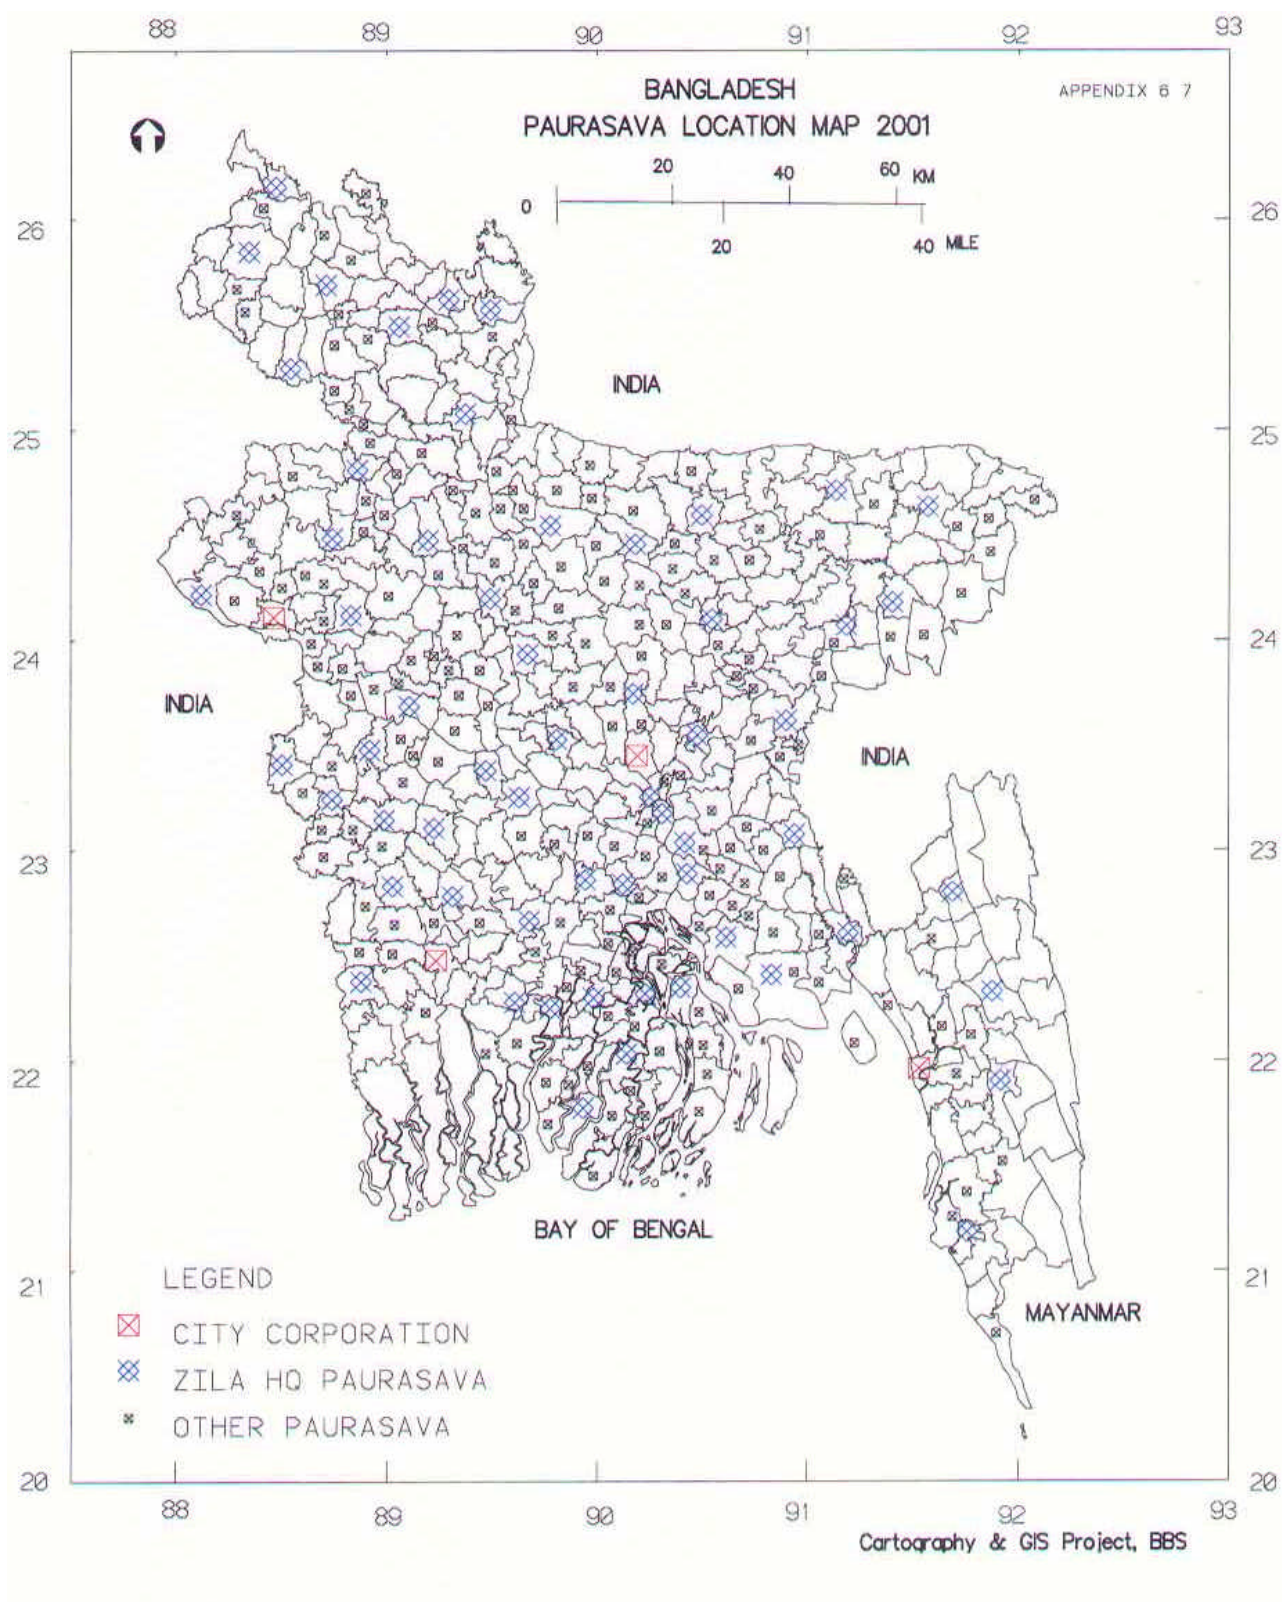 88 89 90 91 92 93
BANGLADESH
APPENDIX 6 7
PAURASAVA LOCATION MAP 2001
20 40 60 KM
0
20 40 MILE
26 26
INDIA
25 25
24 24
INDIA
INDIA
23 23
22 22
BAY OF BENGAL
21 21
LEGEND
MAYANMAR
CITY CORPORATION
ZILA HQ PAURASAVA
OTHER PAURASAVA
20 20
88 89 90 91 92 93
Cartography & GIS Project, BBS